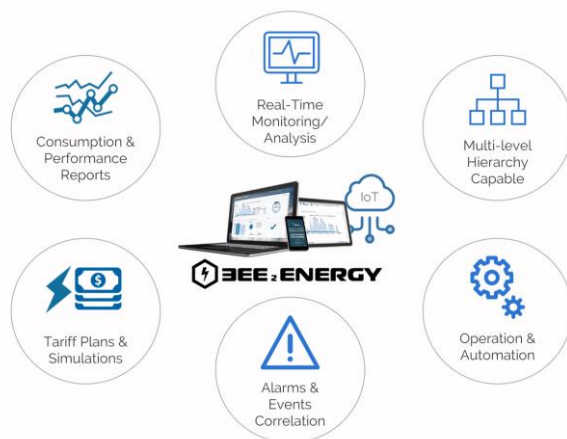 Real-Time
Monitoring/
Analysis
Consumption &
Performance
Reports
Multi-level
Hierarchy
Capable
IoT
BEE2ENERGY
Tariff Plans &
Simulations
Operation &
Automation
Alarms &
Events
Correlation